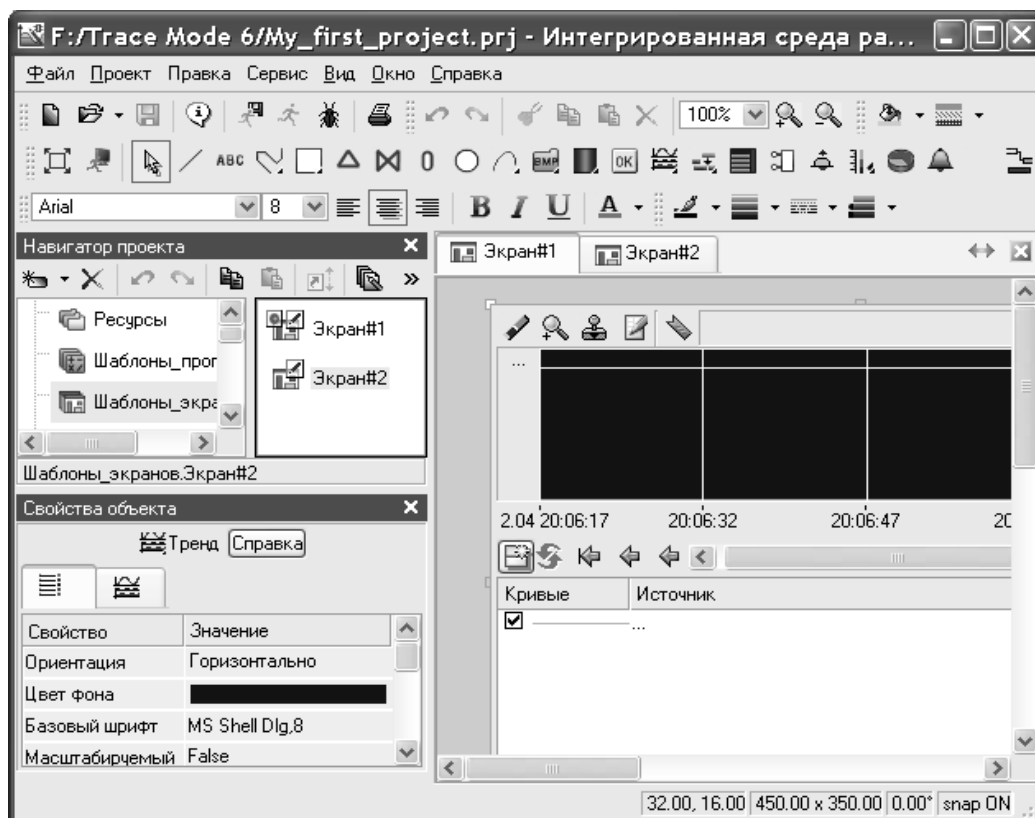 F:/Trace Mode 6/My_first_project.prj - Интегрированная среда ра...
Файл Проект Правка Сервис Вид Окно Справка
100%
ABC BMP OK
Arial 8 B I U A
Навигатор проекта
Экран#1 Экран#2
Ресурсы
Шаблоны_прог
Шаблоны_экра
Экран#1
Экран#2
Шаблоны_экранов.Экран#2
Свойства объекта
Тренд Справка
Свойство Значение
Ориентация Горизонтально
Цвет фона
Базовый шрифт MS Shell Dlg,8
Масштабируемый False
...
2.04 20:06:17 20:06:32 20:06:47 20
Кривые Источник
...
32.00, 16.00 450.00 x 350.00 0.00° snap ON